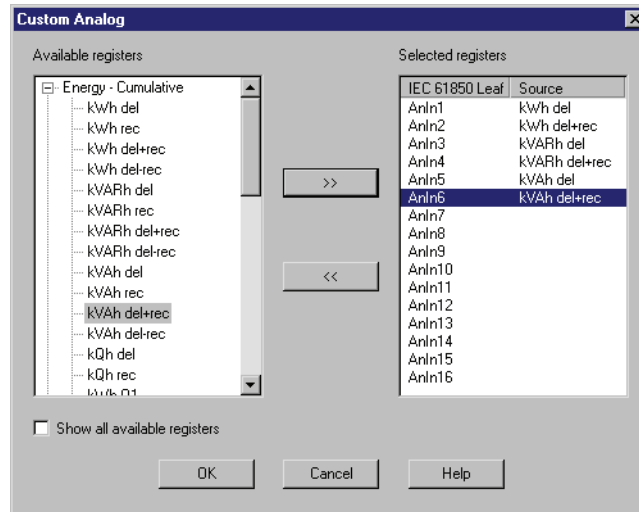 Custom Analog
Available registers
Energy - Cumulative
kWh del
kWh rec
kWh del+rec
kWh del-rec
kVARh del
kVARh rec
kVARh del+rec
kVARh del-rec
kVAh del
kVAh rec
kVAh del+rec
kVAh del-rec
kQh del
kQh rec
kWh Q1
>>
<<
Selected registers
IEC 61850 Leaf Source
AnIn1 kWh del
AnIn2 kWh del+rec
AnIn3 kVARh del
AnIn4 kVARh del+rec
AnIn5 kVAh del
AnIn6 kVAh del+rec
AnIn7
AnIn8
AnIn9
AnIn10
AnIn11
AnIn12
AnIn13
AnIn14
AnIn15
AnIn16
Show all available registers
OK Cancel Help